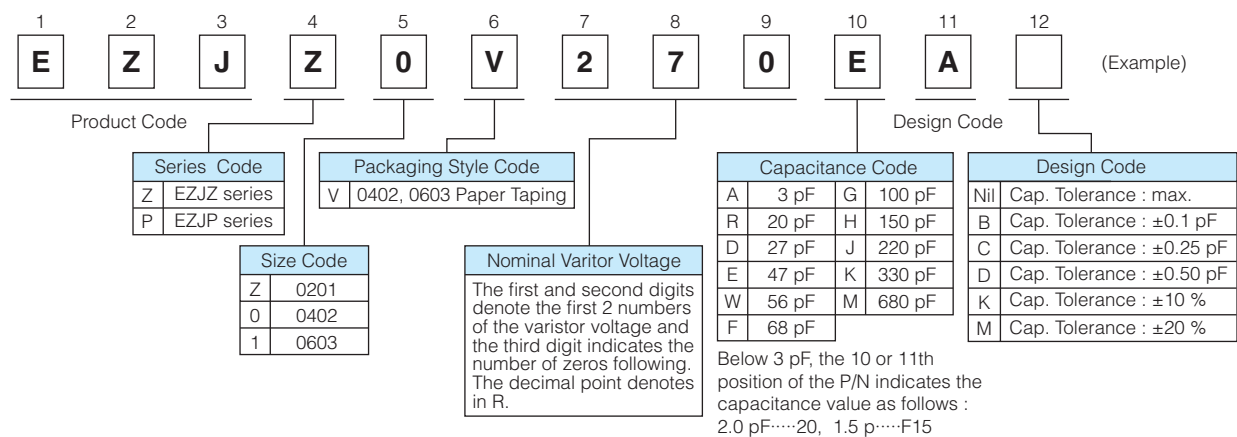 1 2 3 4 5 6 7 8 9 10 11 12
E Z J Z 0 V 2 7 0 E A (Example)
Product Code
Design Code
Series Code
Z EZJZ series
P EZJP series
Size Code
Z 0201
0 0402
1 0603
Packaging Style Code
V 0402, 0603 Paper Taping
Nominal Varitor Voltage
The first and second digits
denote the first 2 numbers
of the varistor voltage and
the third digit indicates the
number of zeros following.
The decimal point denotes
in R.
Capacitance Code
A 3 pF G 100 pF
R 20 pF H 150 pF
D 27 pF J 220 pF
E 47 pF K 330 pF
W 56 pF M 680 pF
F 68 pF
Below 3 pF, the 10 or 11th
position of the P/N indicates the
capacitance value as follows :
2.0 pF·····20, 1.5 p·····F15
Design Code
Nil Cap. Tolerance : max.
B Cap. Tolerance : ±0.1 pF
C Cap. Tolerance : ±0.25 pF
D Cap. Tolerance : ±0.50 pF
K Cap. Tolerance : ±10 %
M Cap. Tolerance : ±20 %